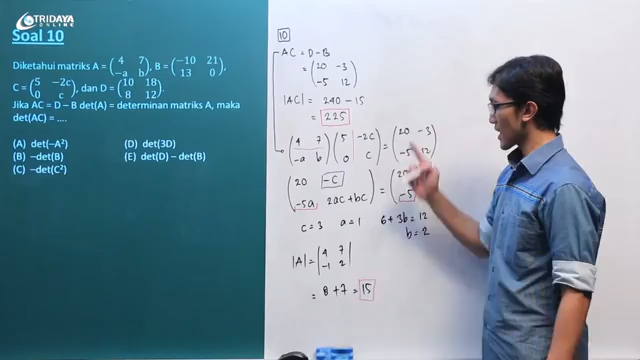 TRIDAYA
ONLINE
Soal 10
Diketahui matriks A = (4 7 -a b), B = (-10 21 13 0),
C = (5 -2c 0 c), dan D = (10 18 8 12)
Jika AC = D – B det(A) = determinan matriks A, maka
det(AC) = ....
(A) det(–A²) (D) det(3D)
(B) –det(B) (E) det(D) – det(B)
(C) –det(C²)
10
AC = D – B
= (20 -3 -5 12)
|AC| = 240 – 15
= 225
(4 7 -a b) (5 -2c 0 c) = (20 -3 -5 12)
(20 -c -5a 2ac+bc) = (20 -5
c = 3 a = 1 6 + 3b = 12
b = 2
|A| = |4 7 -1 2|
= 8 + 7 = 15